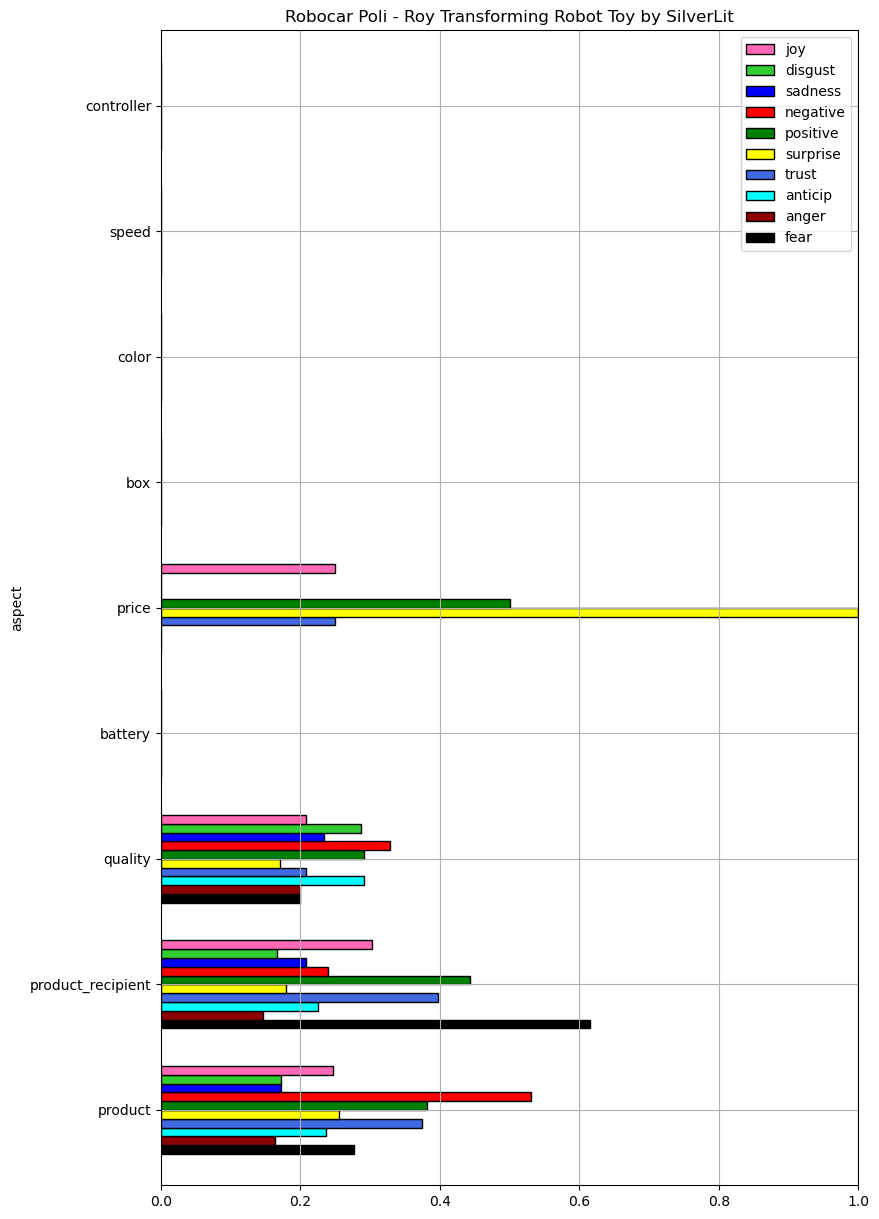 Robocar Poli - Roy Transforming Robot Toy by SilverLit
joy
disgust
sadness
negative
positive
surprise
trust
anticip
anger
fear
controller
speed
color
box
price
battery
quality
product_recipient
product
aspect
0.0 0.2 0.4 0.6 0.8 1.0